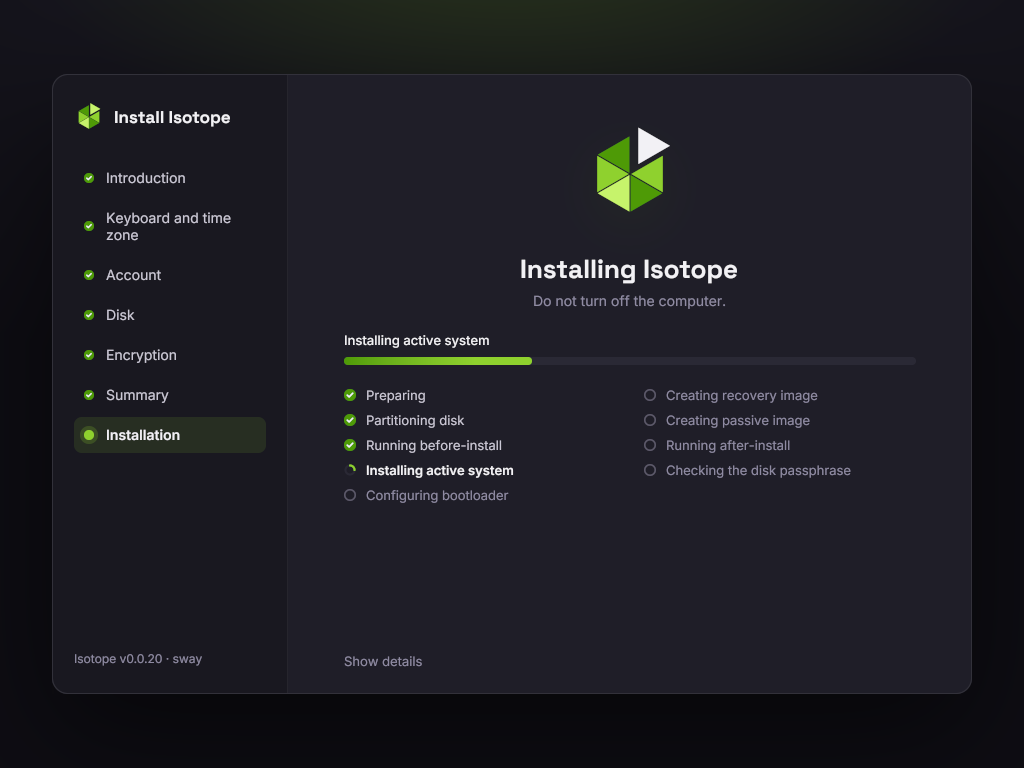 Install Isotope
Introduction
Keyboard and time
zone
Account
Disk
Encryption
Summary
Installation
Isotope v0.0.20 · sway
Installing Isotope
Do not turn off the computer.
Installing active system
Preparing
Partitioning disk
Running before-install
Installing active system
Configuring bootloader
Creating recovery image
Creating passive image
Running after-install
Checking the disk passphrase
Show details